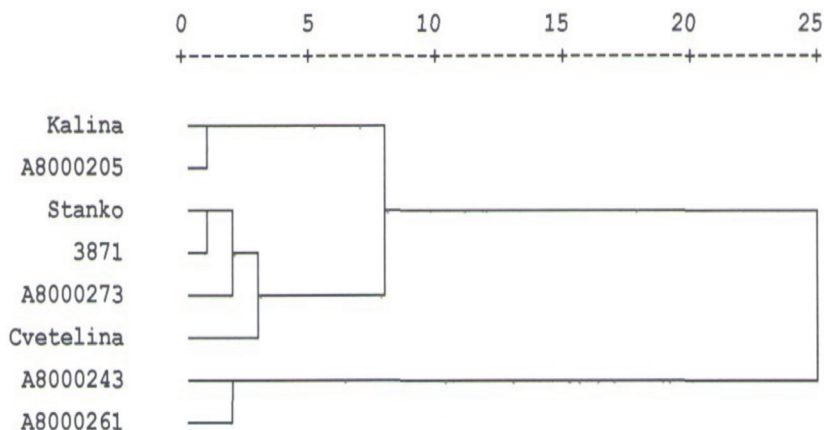 0 5 10 15 20 25
+---------+---------+---------+---------+---------+
Kalina
A8000205
Stanko
3871
A8000273
Cvetelina
A8000243
A8000261